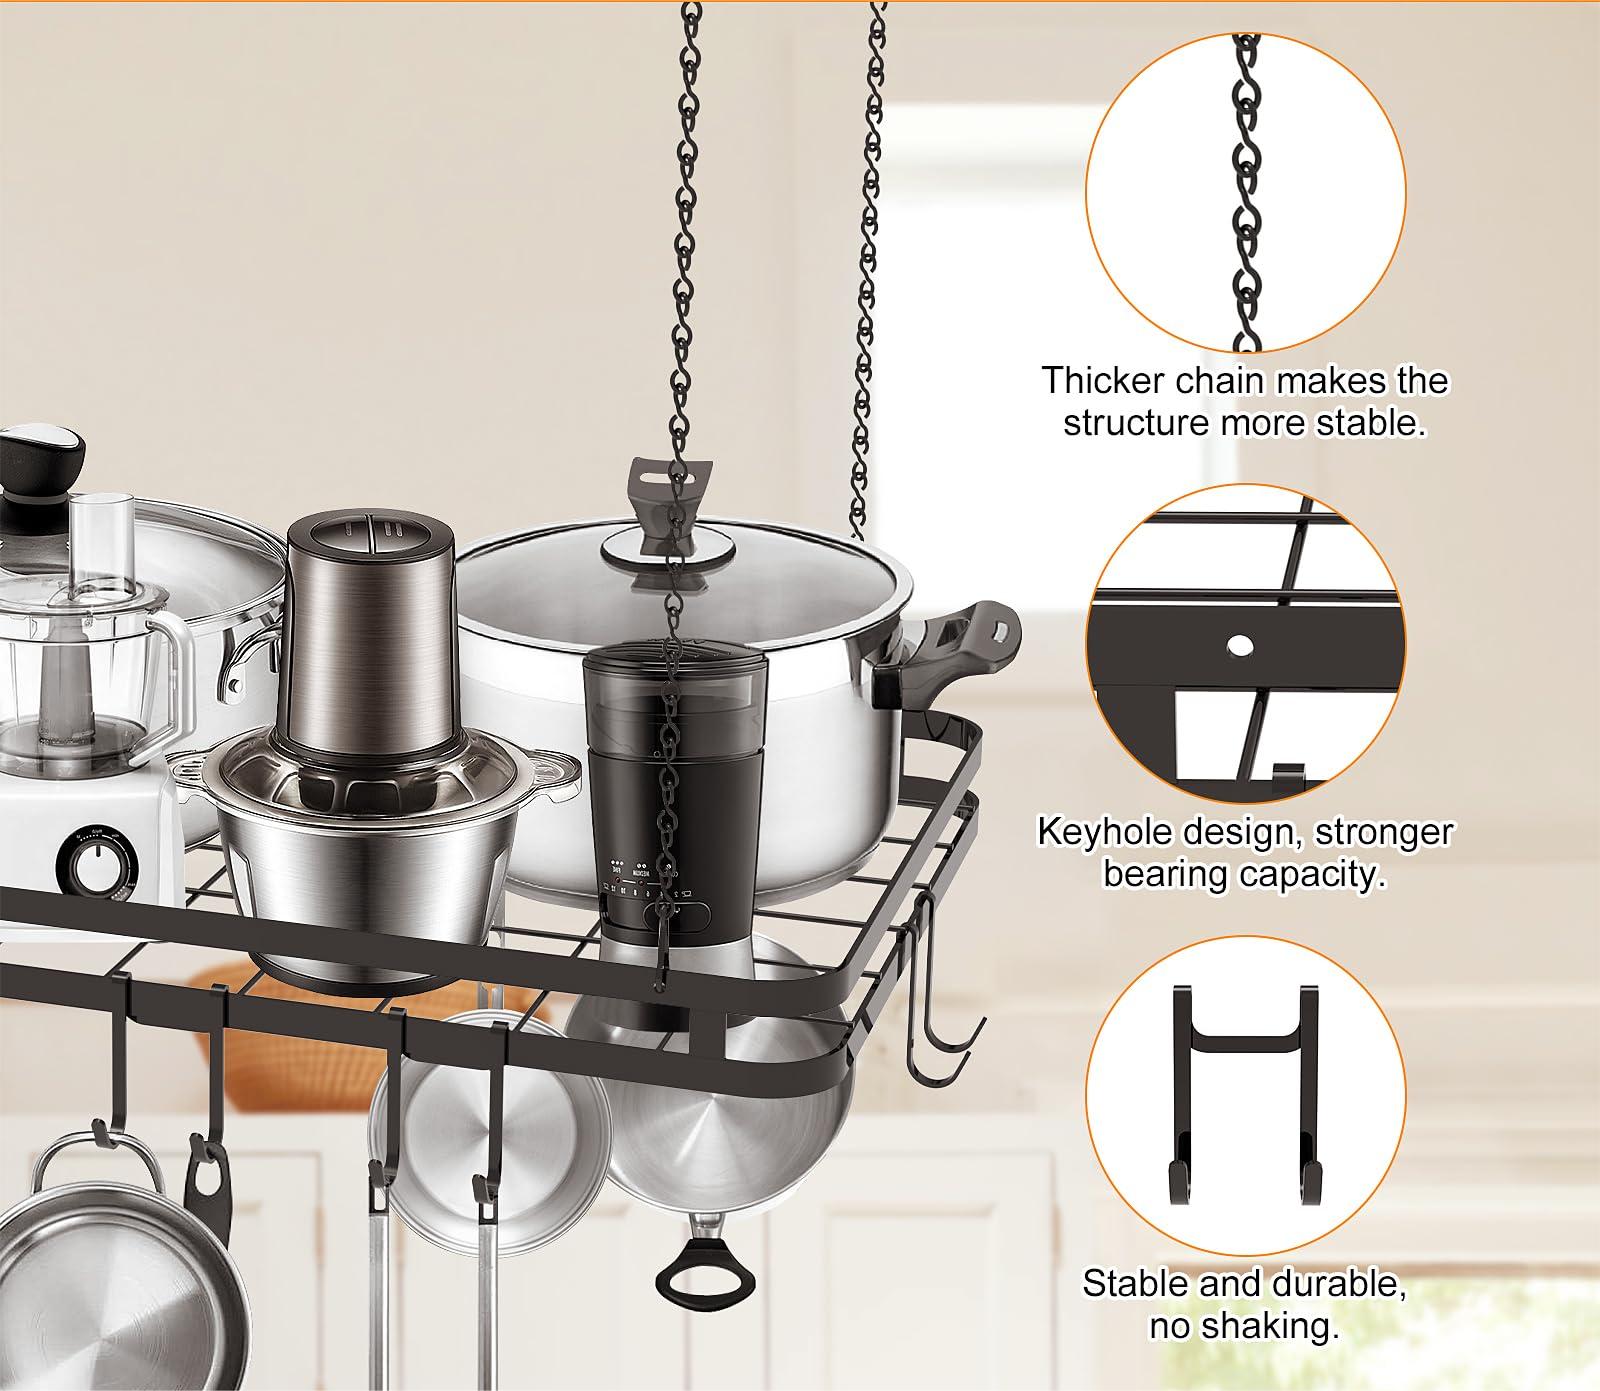 Thicker chain makes the
structure more stable.
Keyhole design, stronger
bearing capacity.
Stable and durable,
no shaking.